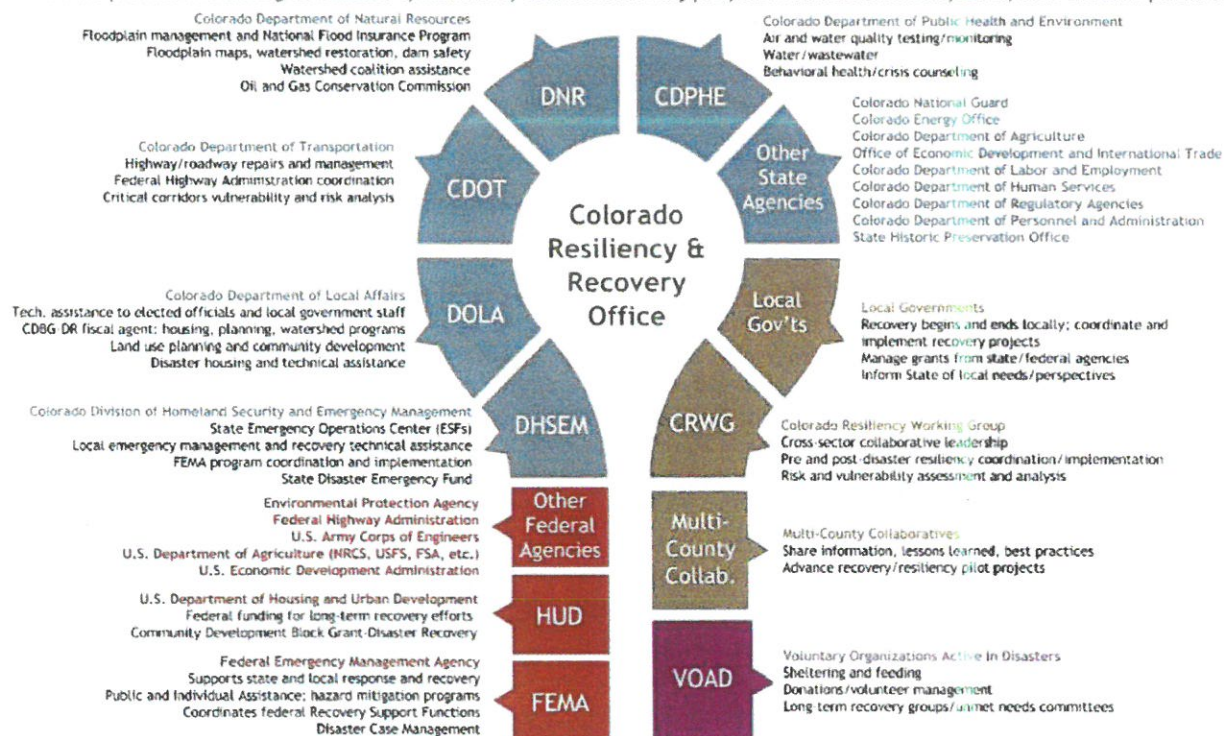 Colorado Department of Natural Resources
Floodplain management and National Flood Insurance Program
Floodplain maps, watershed restoration, dam safety
Watershed coalition assistance
Oil and Gas Conservation Commission
DNR
CDPHE
Colorado Department of Public Health and Environment
Air and water quality testing/monitoring
Water/wastewater
Behavioral health/crisis counseling
Colorado Department of Transportation
Highway/roadway repairs and management
Federal Highway Administration coordination
Critical corridors vulnerability and risk analysis
CDOT
Other
State
Agencies
Colorado National Guard
Colorado Energy Office
Colorado Department of Agriculture
Office of Economic Development and International Trade
Colorado Department of Labor and Employment
Colorado Department of Human Services
Colorado Department of Regulatory Agencies
Colorado Department of Personnel and Administration
State Historic Preservation Office
Colorado
Resiliency &
Recovery
Office
Colorado Department of Local Affairs
Tech. assistance to elected officials and local government staff
CDBG-DR fiscal agent: housing, planning, watershed programs
Land use planning and community development
Disaster housing and technical assistance
DOLA
Local
Gov'ts
Local Governments
Recovery begins and ends locally; coordinate and
implement recovery projects
Manage grants from state/federal agencies
Inform State of local needs/perspectives
Colorado Division of Homeland Security and Emergency Management
State Emergency Operations Center (ESFs)
Local emergency management and recovery technical assistance
FEMA program coordination and implementation
State Disaster Emergency Fund
DHSEM
CRWG
Colorado Resiliency Working Group
Cross-sector collaborative leadership
Pre and post-disaster resiliency coordination/implementation
Risk and vulnerability assessment and analysis
Environmental Protection Agency
Federal Highway Administration
U.S. Army Corps of Engineers
U.S. Department of Agriculture (NRCS, USFS, FSA, etc.)
U.S. Economic Development Administration
Other
Federal
Agencies
Multi-
County
Collab.
Multi-County Collaboratives
Share information, lessons learned, best practices
Advance recovery/resiliency pilot projects
U.S. Department of Housing and Urban Development
Federal funding for long-term recovery efforts
Community Development Block Grant-Disaster Recovery
HUD
Federal Emergency Management Agency
Supports state and local response and recovery
Public and Individual Assistance; hazard mitigation programs
Coordinates federal Recovery Support Functions
Disaster Case Management
FEMA
VOAD
Voluntary Organizations Active in Disasters
Sheltering and feeding
Donations/volunteer management
Long-term recovery groups/unmet needs committees